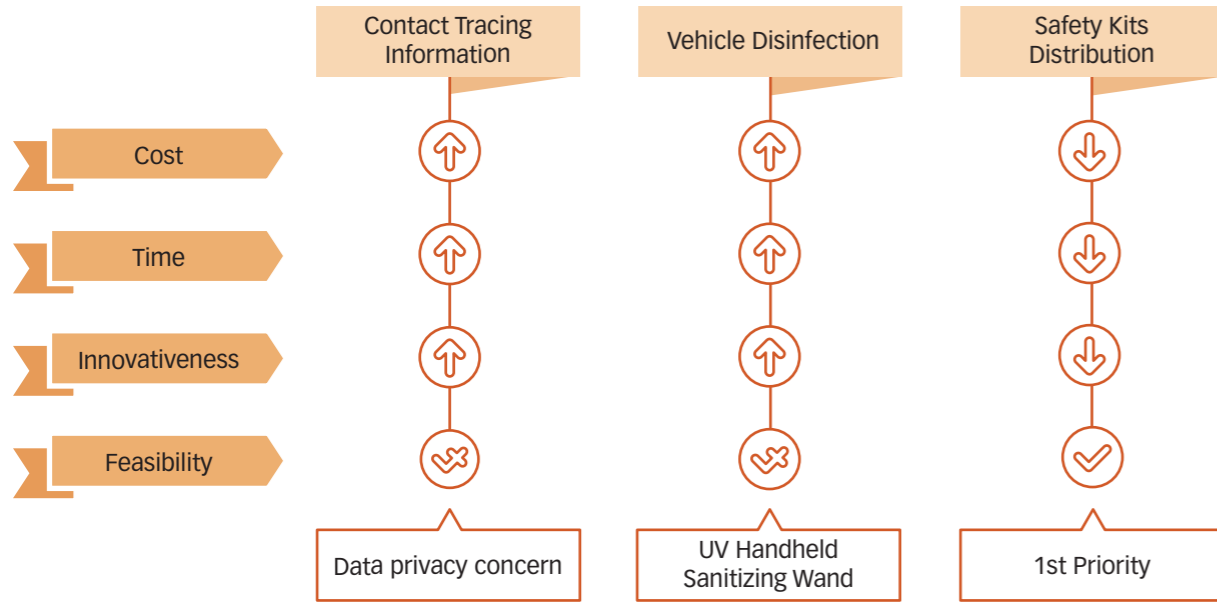 Contact Tracing
Information
Vehicle Disinfection
Safety Kits
Distribution
Cost
Time
Innovativeness
Feasibility
Data privacy concern
UV Handheld
Sanitizing Wand
1st Priority